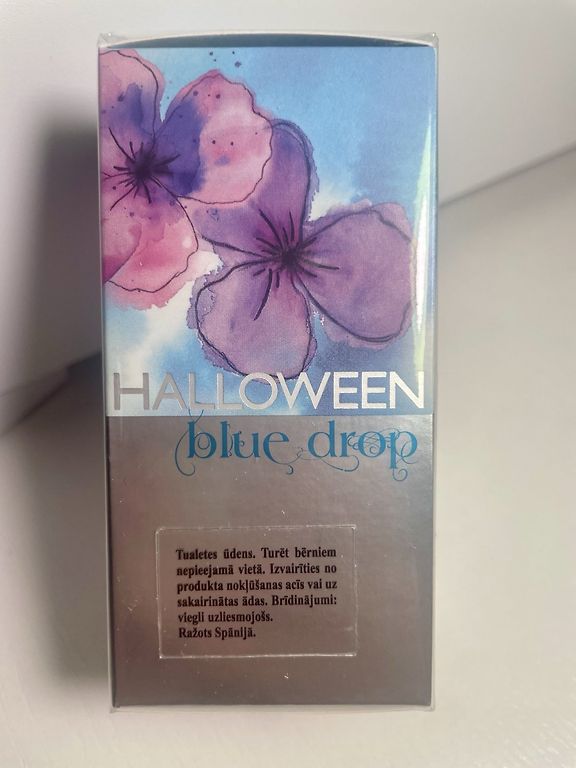 HALLOWEEN
blue drop
Tualetes ūdens. Turēt bērniem
nepieejamā vietā. Izvairīties no
produkta nokļūšanas acīs vai uz
sakairinātas ādas. Brīdinājumi:
viegli uzliesmojošs.
Ražots Spānijā.